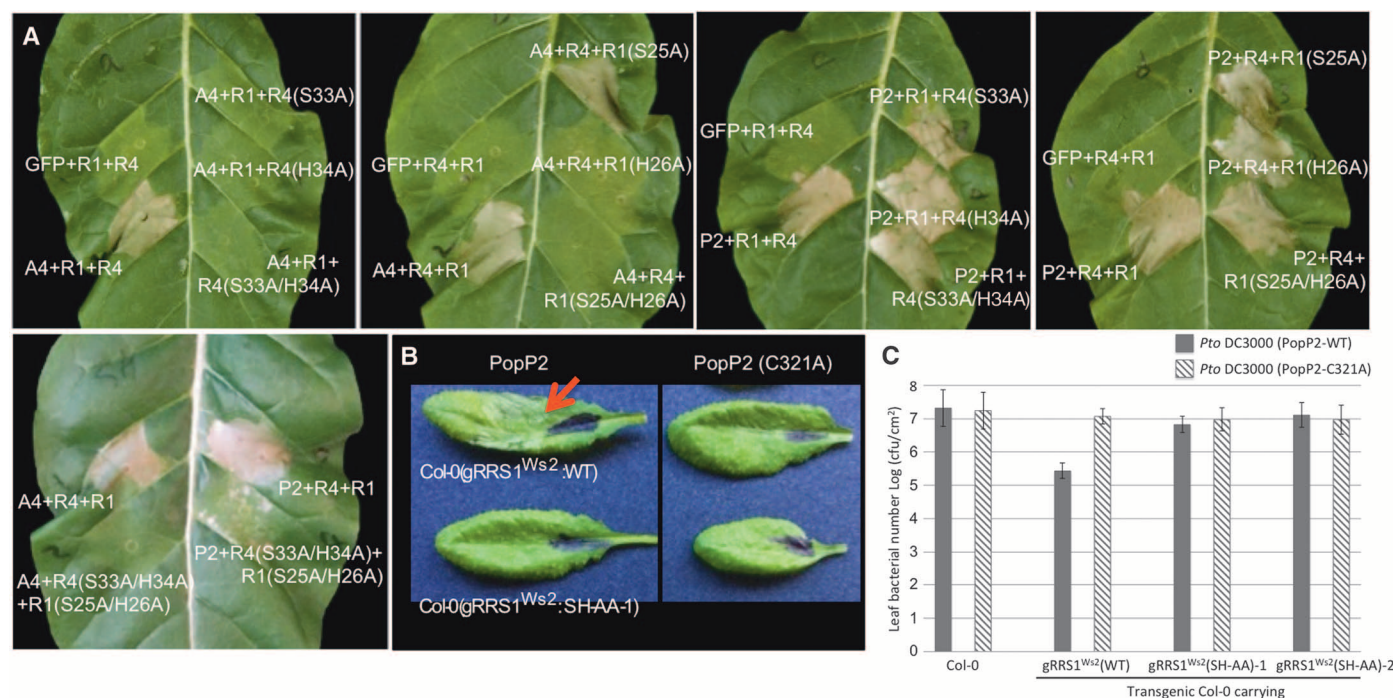 A
A4+R1+R4(S33A)
GFP+R1+R4
A4+R1+R4(H34A)
A4+R1+R4
A4+R1+
R4(S33A/H34A)
A4+R4+R1(S25A)
GFP+R4+R1
A4+R4+R1(H26A)
A4+R4+R1
A4+R4+
R1(S25A/H26A)
P2+R1+R4(S33A)
GFP+R1+R4
P2+R1+R4(H34A)
P2+R1+R4
P2+R1+
R4(S33A/H34A)
P2+R4+R1(S25A)
GFP+R4+R1
P2+R4+R1(H26A)
P2+R4+R1
P2+R4+
R1(S25A/H26A)
A4+R4+R1
P2+R4+R1
A4+R4(S33A/H34A)
+R1(S25A/H26A)
P2+R4(S33A/H34A)+
R1(S25A/H26A)
B
PopP2
PopP2 (C321A)
Col-0(gRRS1Ws2:WT)
Col-0(gRRS1Ws2:SH-AA-1)
C
Pto DC3000 (PopP2-WT)
Pto DC3000 (PopP2-C321A)
Leaf bacterial number Log (cfu/cm2)
8
7
6
5
4
3
2
1
0
Col-0
gRRS1Ws2(WT)
gRRS1Ws2(SH-AA)-1
gRRS1Ws2(SH-AA)-2
Transgenic Col-0 carrying